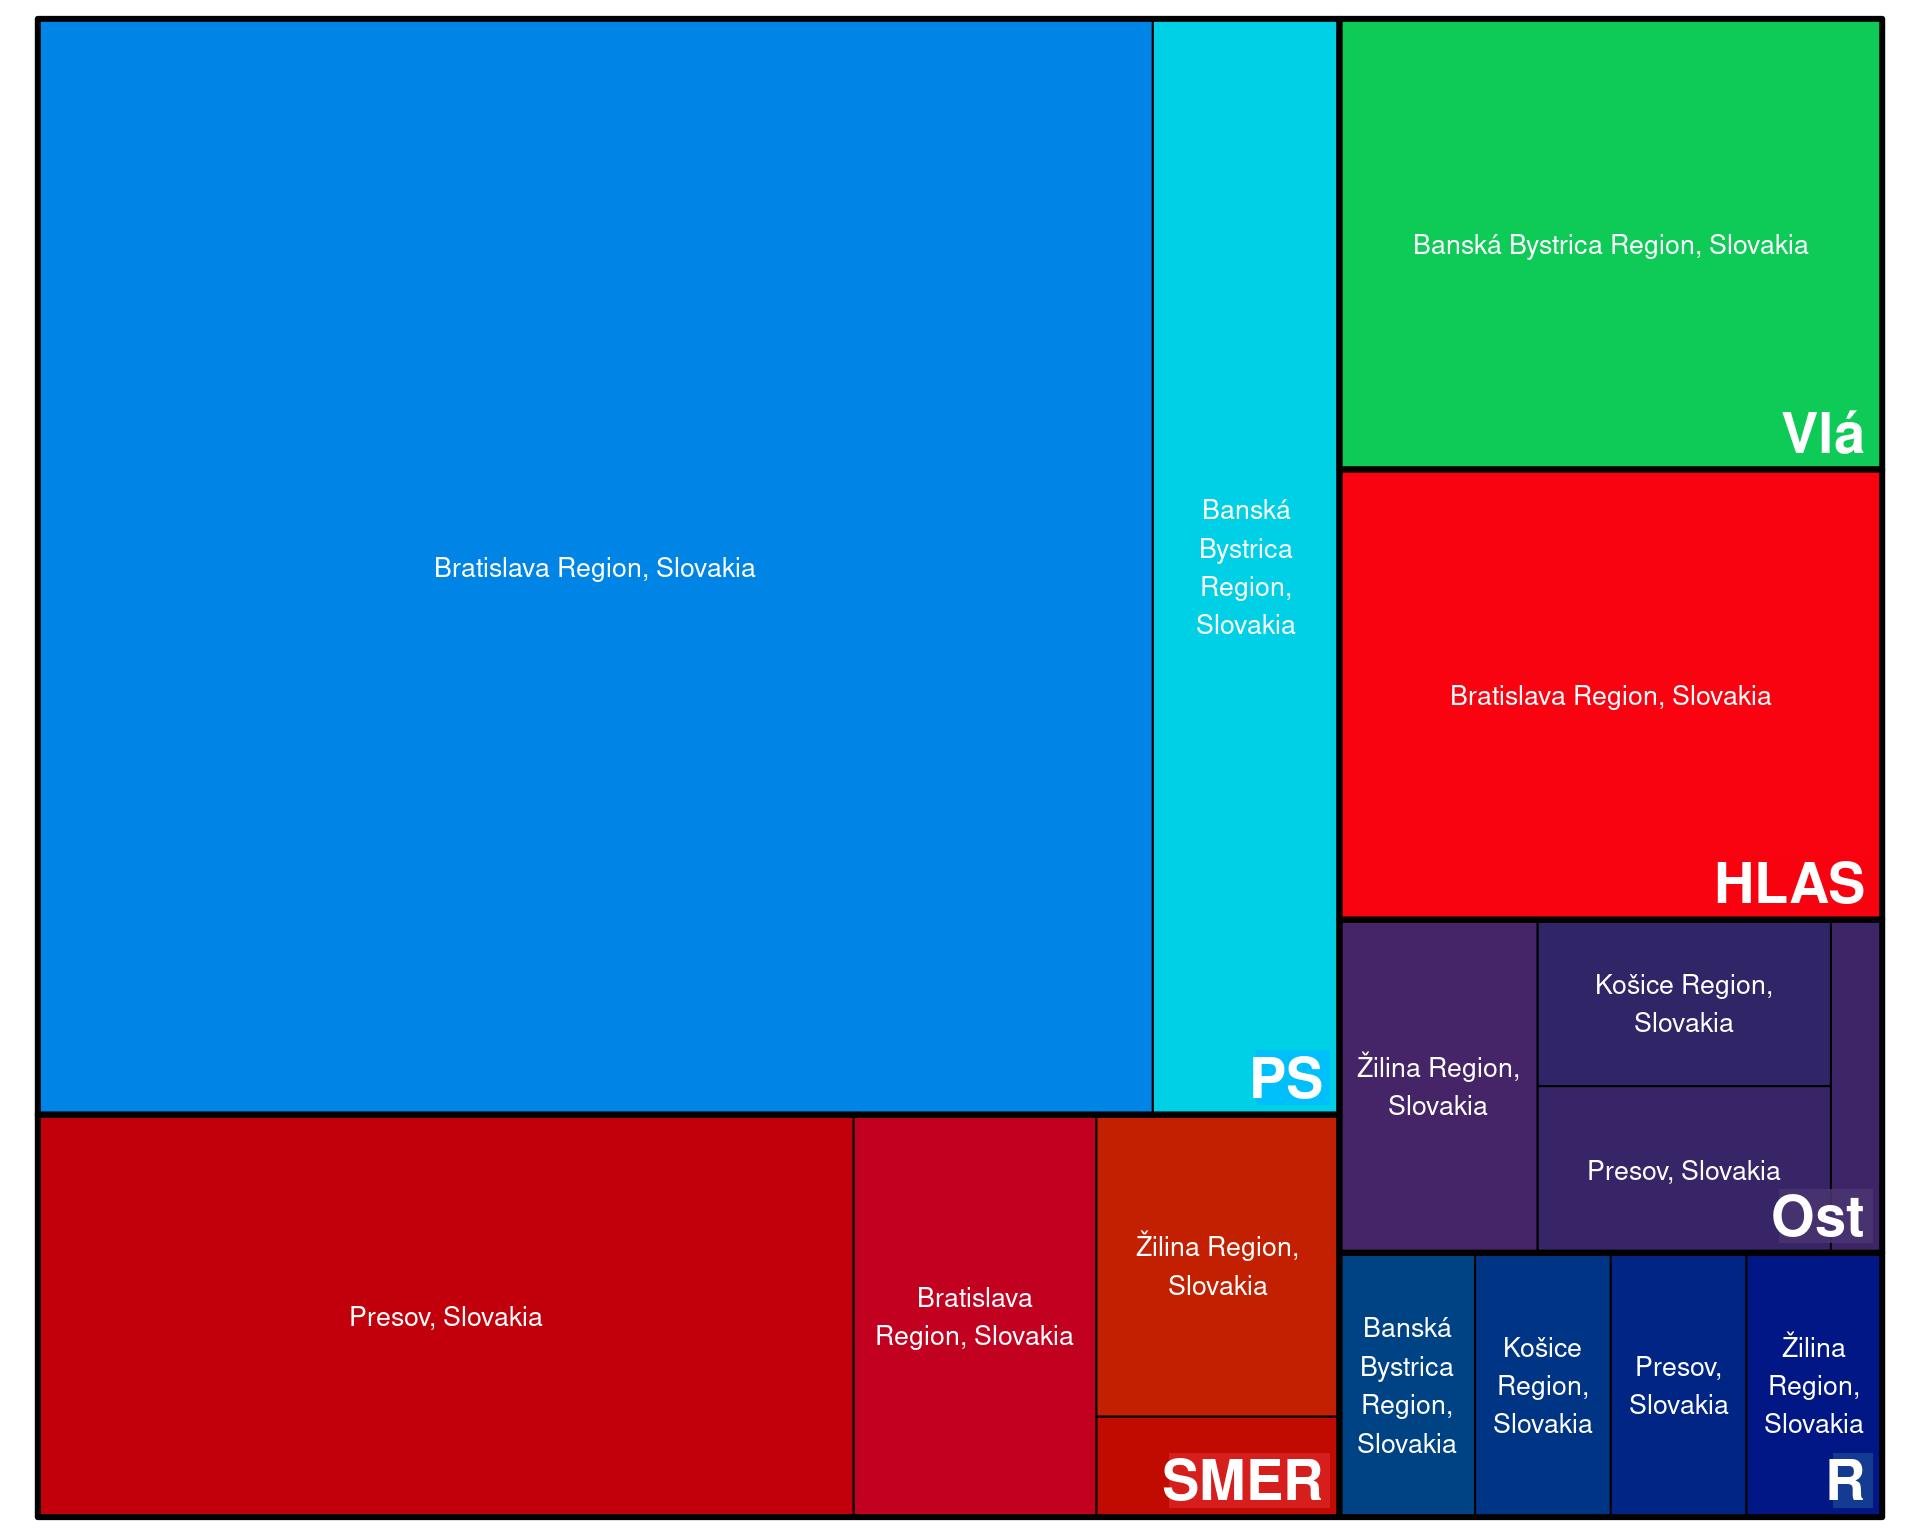 Bratislava Region, Slovakia
Banská
Bystrica
Region,
Slovakia
PS
Banská Bystrica Region, Slovakia
Vlá
Bratislava Region, Slovakia
HLAS
Presov, Slovakia
Bratislava
Region, Slovakia
Žilina Region,
Slovakia
SMER
Žilina Region,
Slovakia
Košice Region,
Slovakia
Presov, Slovakia
Ost
Banská
Bystrica
Region,
Slovakia
Košice
Region,
Slovakia
Presov,
Slovakia
Žilina
Region,
Slovakia
R